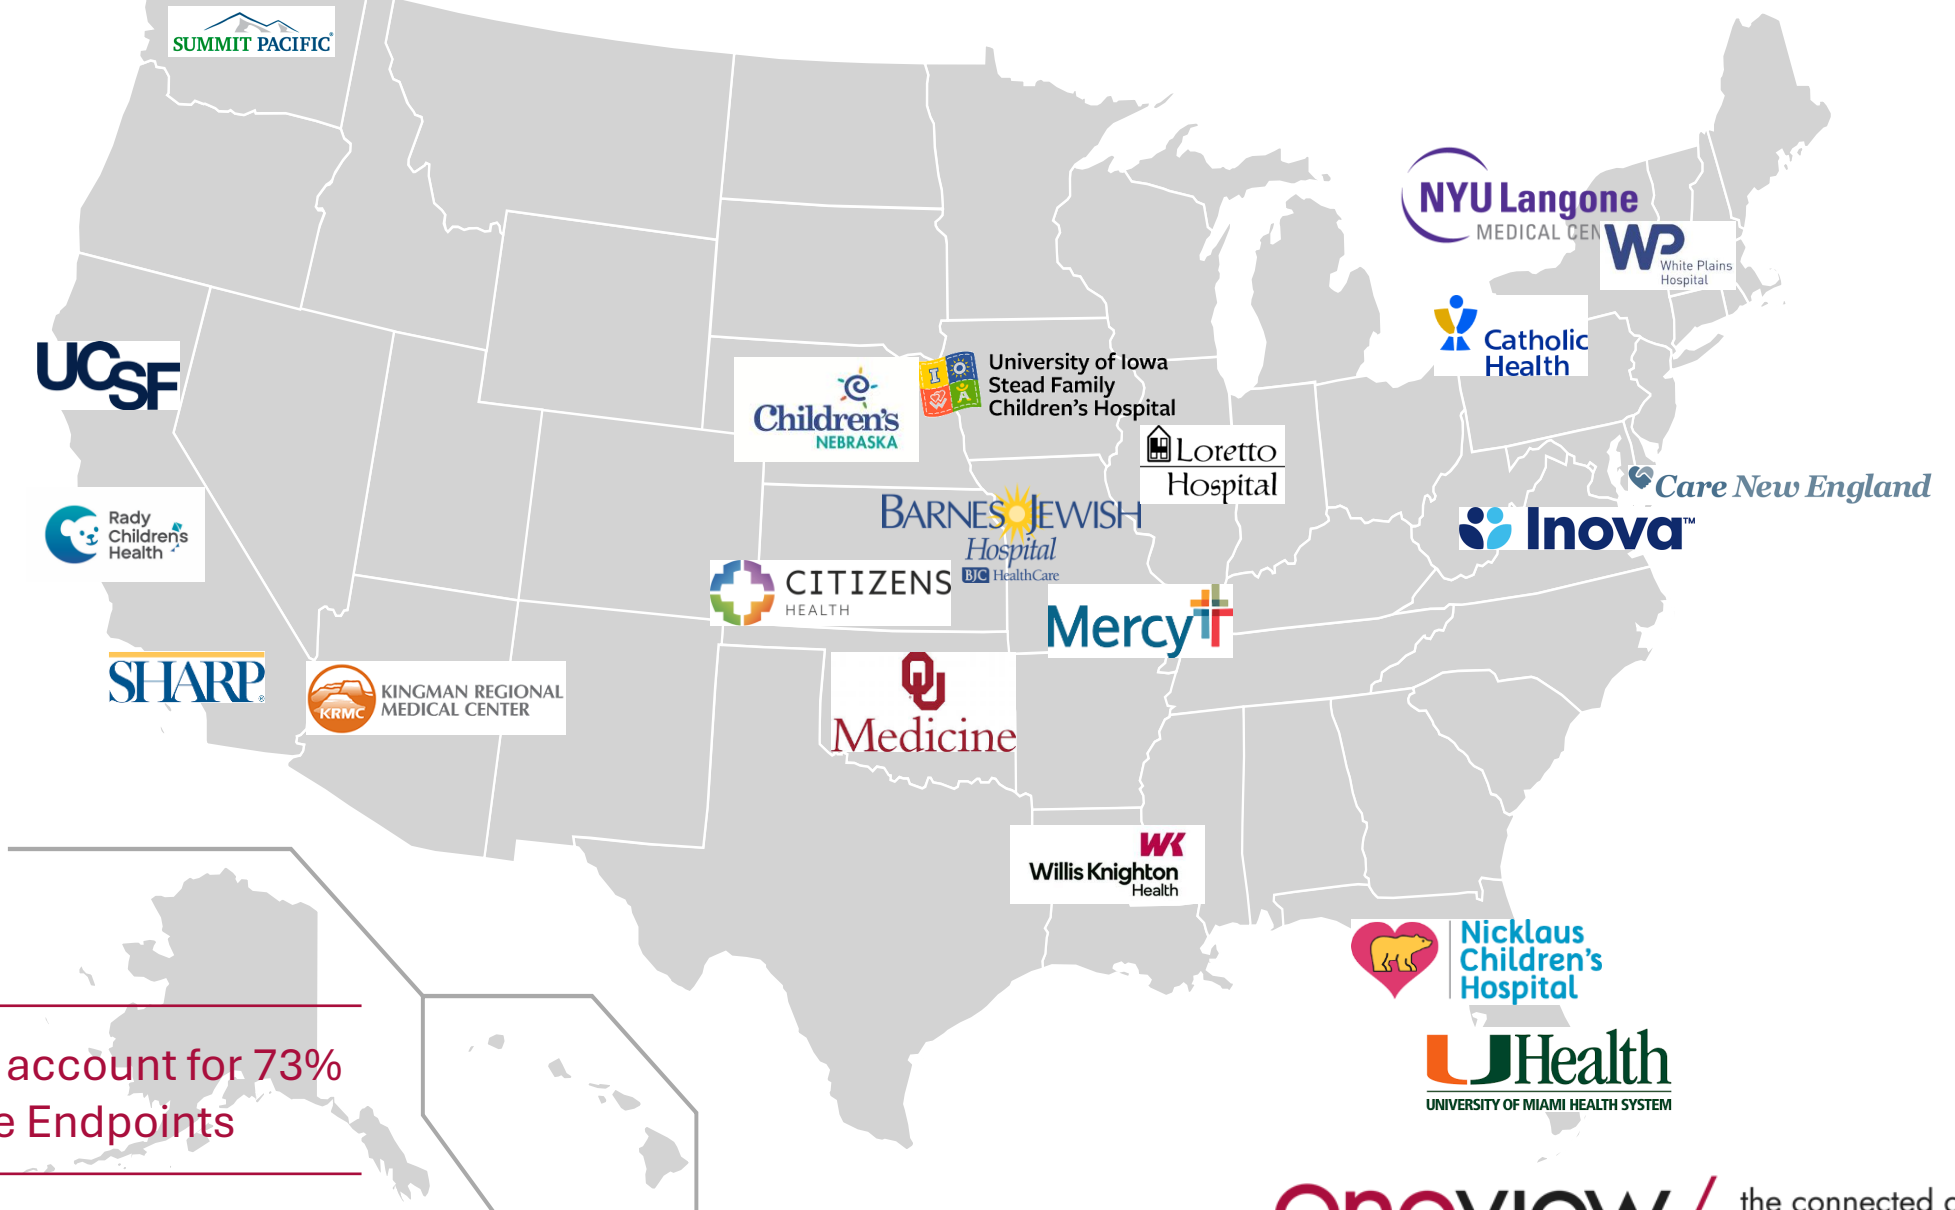 SUMMIT PACIFIC
NYU Langone
MEDICAL CEN
WP
White Plains
Hospital
Catholic
Health
UCSF
Children's
NEBRASKA
I O W A
University of Iowa
Stead Family
Children's Hospital
Loretto
Hospital
Care New England
Rady
Children's
Health
BARNES JEWISH
Hospital
BJC HealthCare
Inova™
CITIZENS
HEALTH
Mercy
SHARP®
KRMC
KINGMAN REGIONAL
MEDICAL CENTER
OU
Medicine
WK
Willis Knighton
Health
Nicklaus
Children's
Hospital
UHealth
UNIVERSITY OF MIAMI HEALTH SYSTEM
account for 73%
e Endpoints
oneview / the connected